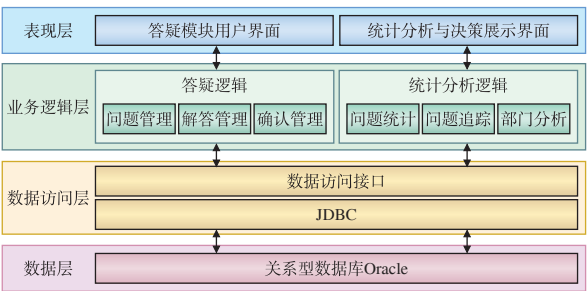 表现层
答疑模块用户界面
统计分析与决策展示界面
业务逻辑层
答疑逻辑
问题管理
解答管理
确认管理
统计分析逻辑
问题统计
问题追踪
部门分析
数据访问层
数据访问接口
JDBC
数据层
关系型数据库Oracle